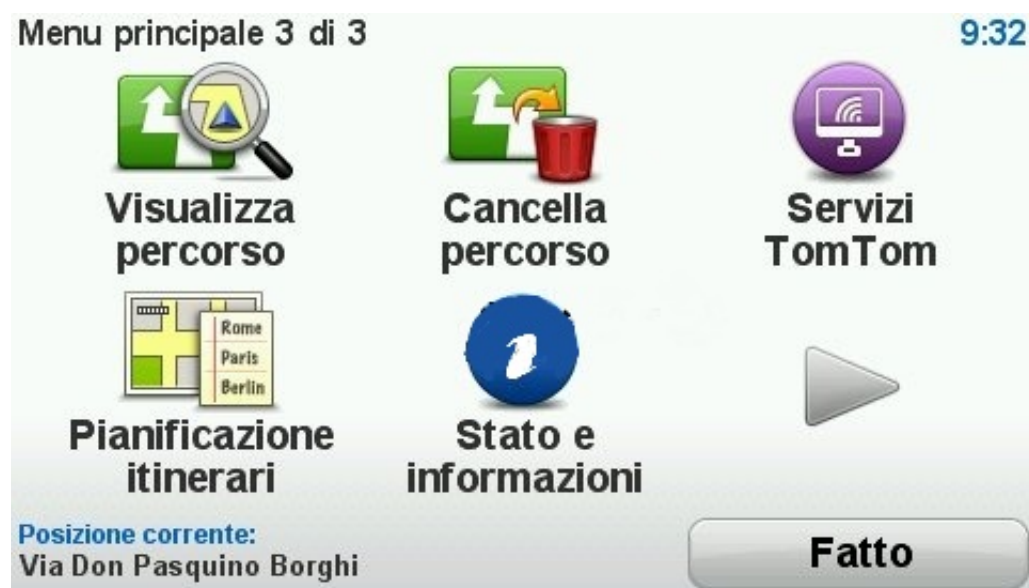 Menu principale 3 di 3
9:32
Visualizza
percorso
Cancella
percorso
Servizi
TomTom
Rome
Paris
Berlin
Pianificazione
itinerari
Stato e
informazioni
Posizione corrente:
Via Don Pasquino Borghi
Fatto